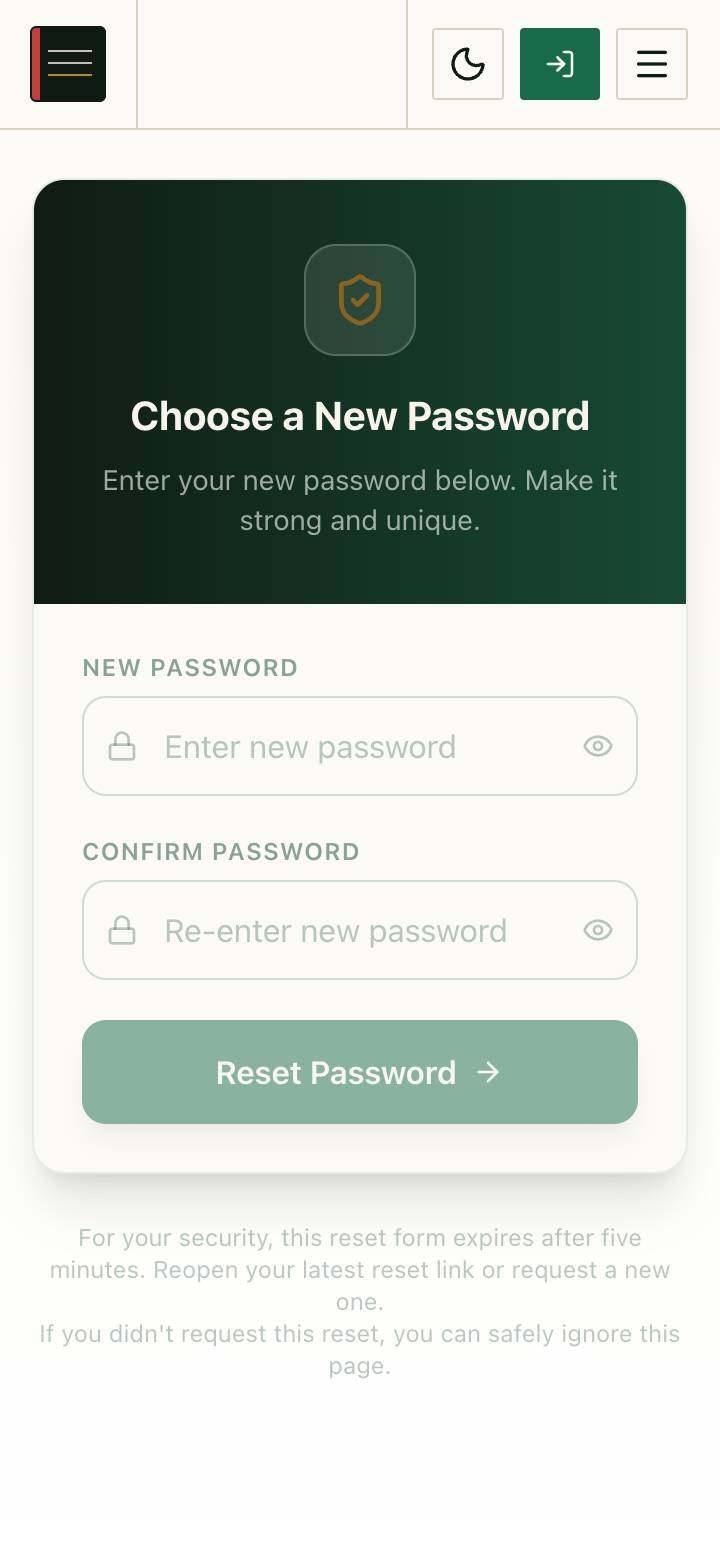 Choose a New Password
Enter your new password below. Make it
strong and unique.
NEW PASSWORD
Enter new password
CONFIRM PASSWORD
Re-enter new password
Reset Password
For your security, this reset form expires after five
minutes. Reopen your latest reset link or request a new
one.
If you didn't request this reset, you can safely ignore this
page.